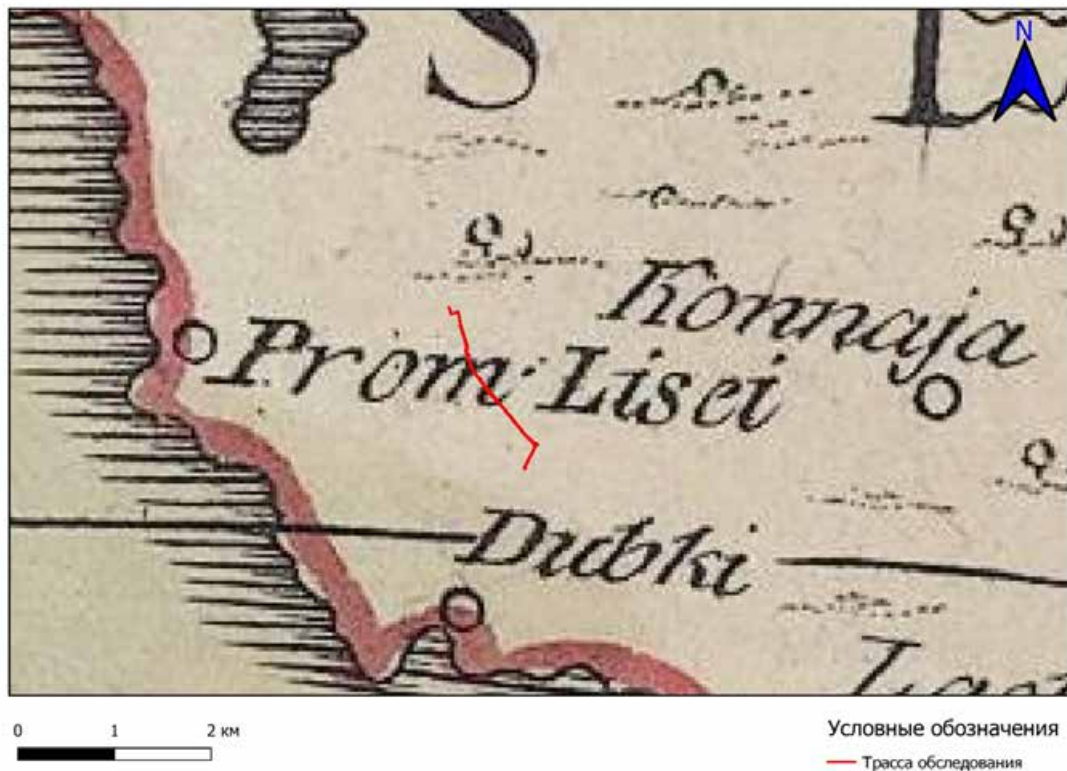 N
Konnaja
Prom: Lisei
Dubki
0 1 2 км
Условные обозначения
Трасса обследования